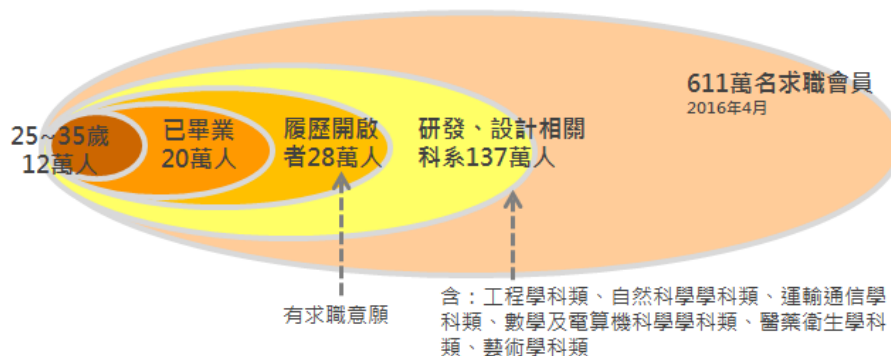 611萬名求職會員
2016年4月
25~35歲
12萬人
已畢業
20萬人
履歷開啟
者28萬人
研發、設計相關
科系137萬人
有求職意願
含：工程學科類、自然科學學科類、運輸通信學
科類、數學及電算機科學學科類、醫藥衛生學科
類、藝術學科類